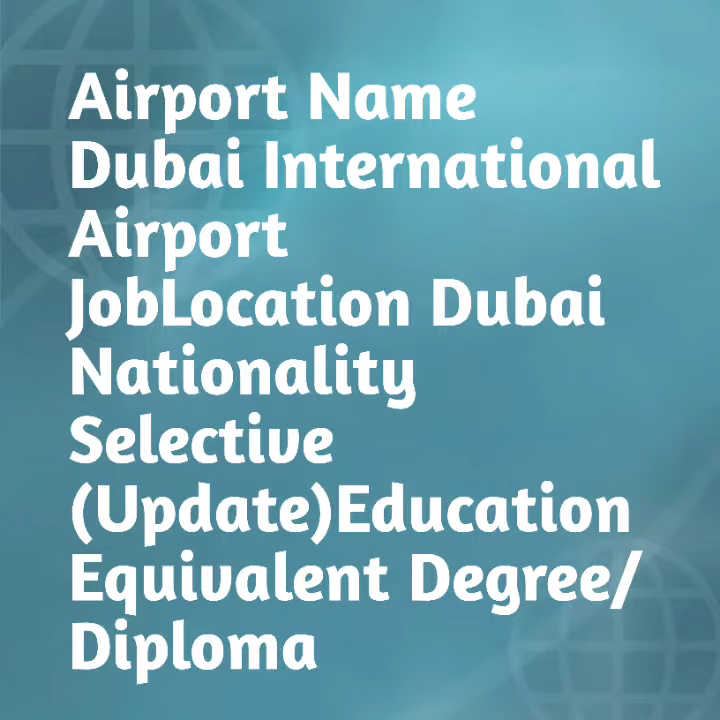 Airport Name
Dubai International
Airport
JobLocation Dubai
Nationality
Selective
(Update)Education
Equivalent Degree/
Diploma